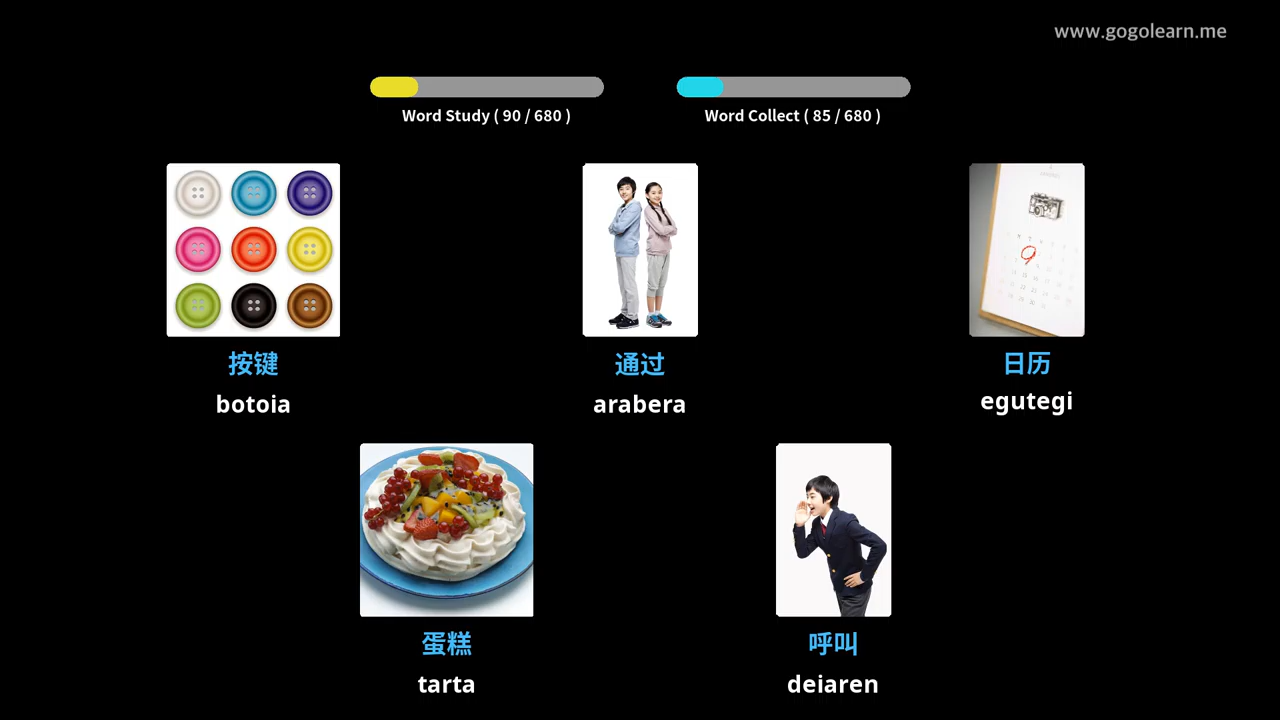 www.gogolearn.me
Word Study ( 90 / 680 )
Word Collect ( 85 / 680 )
按键
botoia
通过
arabera
日历
egutegi
蛋糕
tarta
呼叫
deiaren